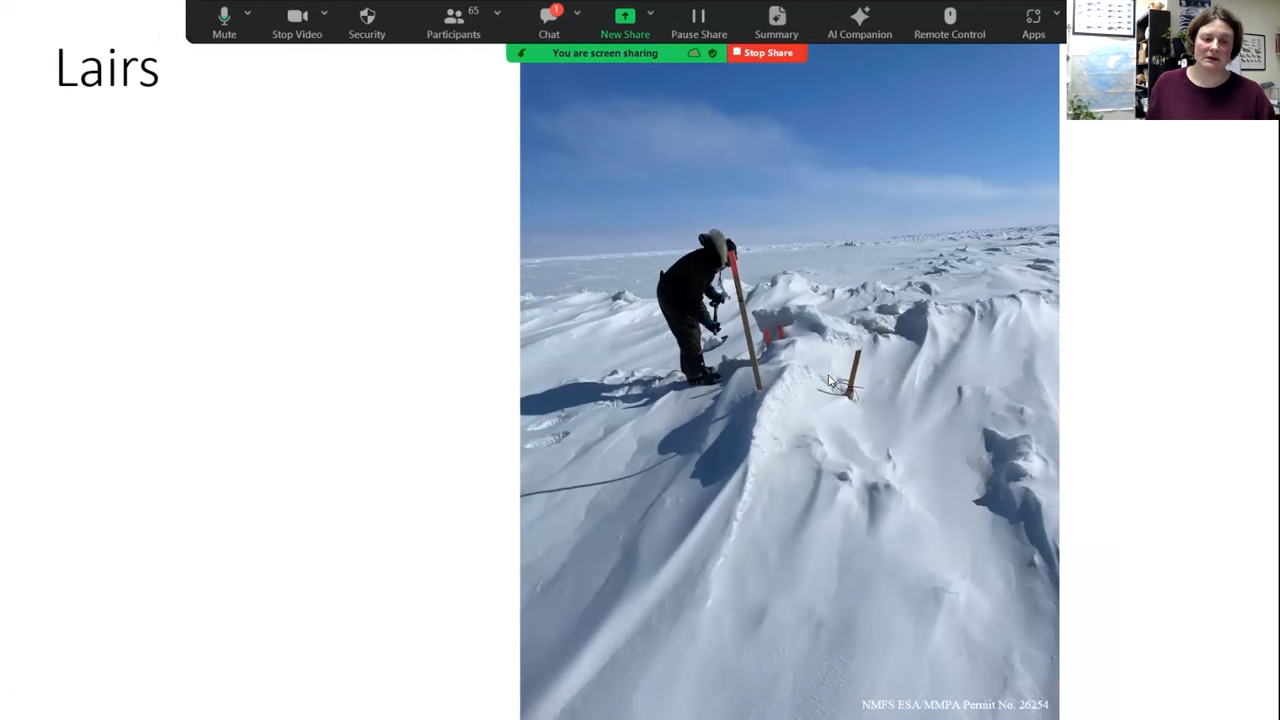 Lairs
65
1
Mute
Stop Video
Security
Participants
Chat
New Share
Pause Share
Summary
AI Companion
Remote Control
Apps
You are screen sharing
Stop Share
NMFS ESA/MMPA Permit No. 26254